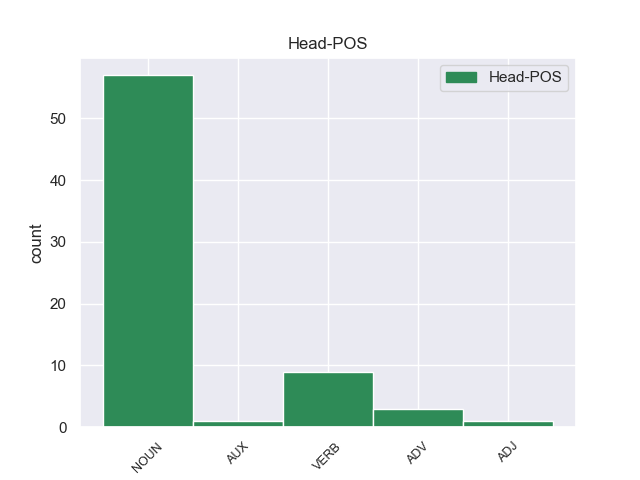 Head-POS
Head-POS
count
50
40
30
20
10
0
NOUN
AUX
VERB
ADV
ADJ